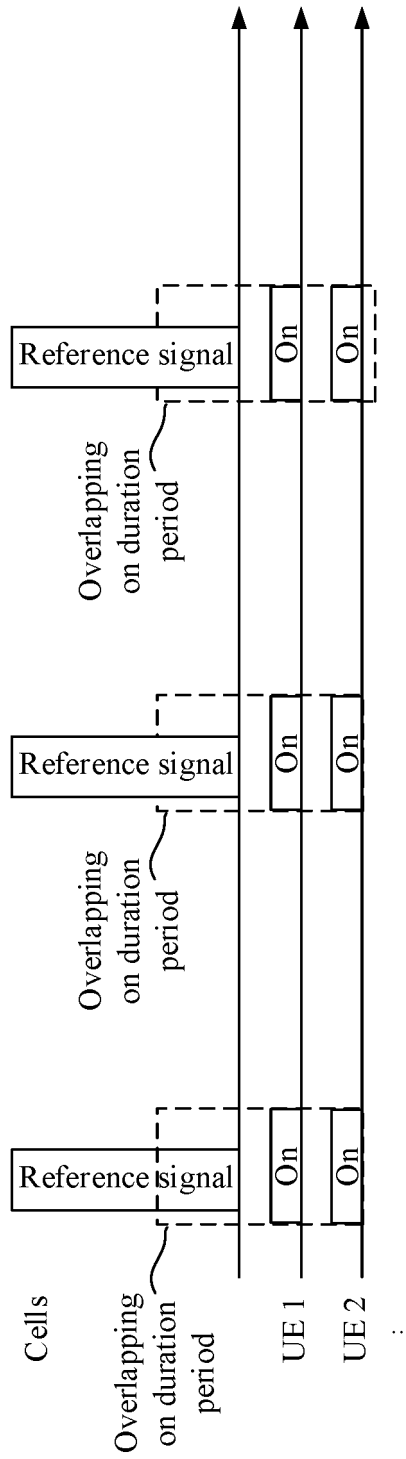 Cells
Reference signal
Reference signal
Reference signal
Overlapping
on duration
period
Overlapping
on duration
period
Overlapping
on duration
period
UE 1
On
On
On
UE 2
On
On
On
..